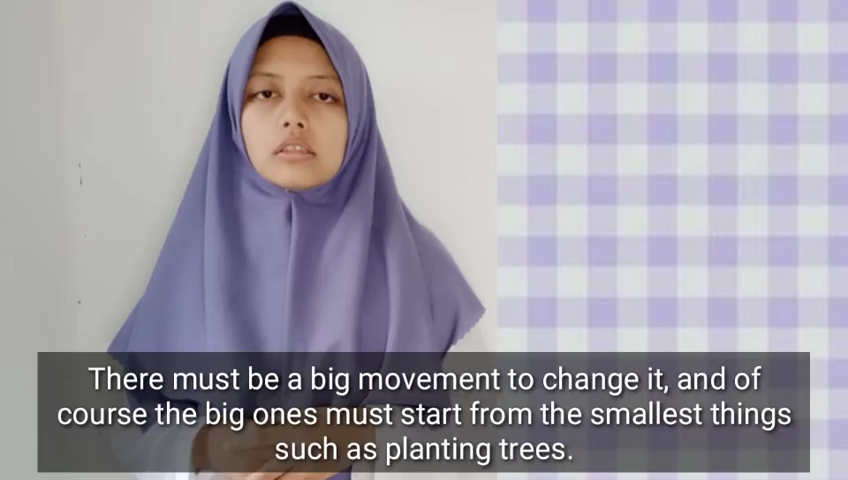 There must be a big movement to change it, and of
course the big ones must start from the smallest things
such as planting trees.